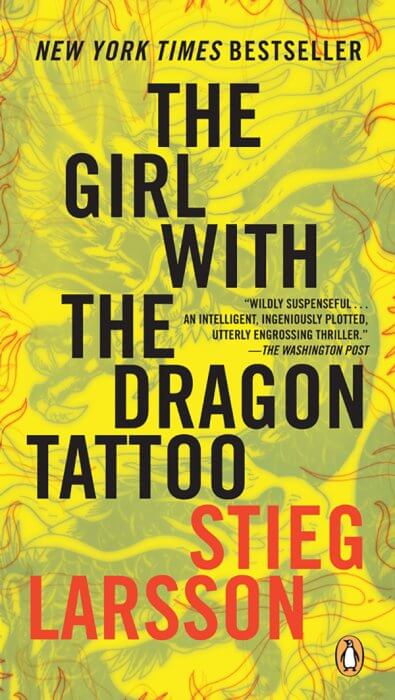 NEW YORK TIMES BESTSELLER
THE
GIRL
WITH
THE
"WILDLY SUSPENSEFUL . . .
AN INTELLIGENT, INGENIOUSLY PLOTTED,
UTTERLY ENGROSSING THRILLER."
—THE WASHINGTON POST
DRAGON
TATTOO
STIEG
LARSSON